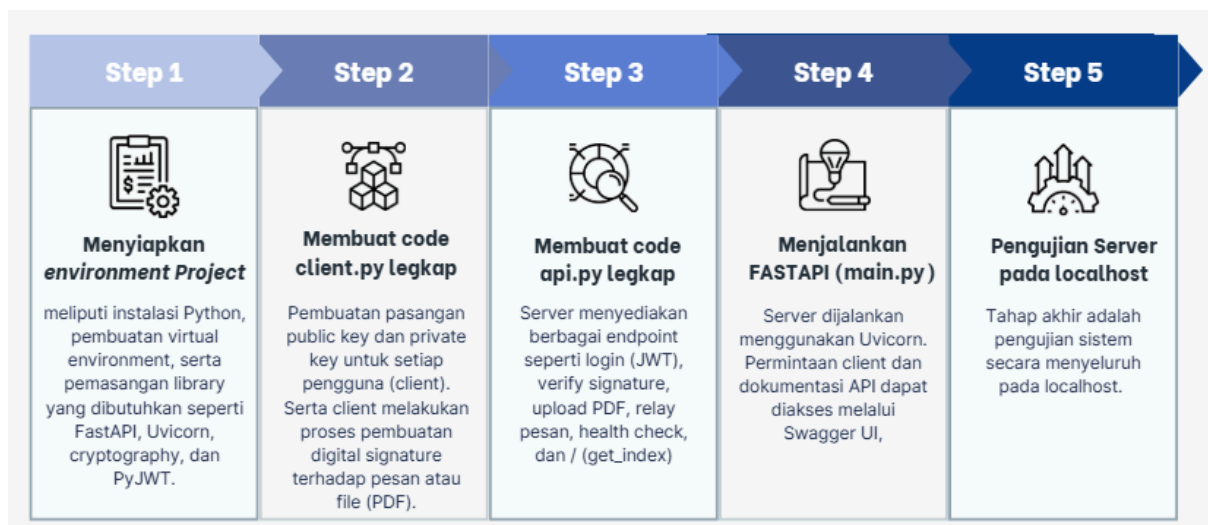 Step 1
Step 2
Step 3
Step 4
Step 5
Menyiapkan
environment Project
meliputi instalasi Python,
pembuatan virtual
environment, serta
pemasangan library
yang dibutuhkan seperti
FastAPI, Uvicorn,
cryptography, dan
PyJWT.
Membuat code
client.py legkap
Pembuatan pasangan
public key dan private
key untuk setiap
pengguna (client).
Serta client melakukan
proses pembuatan
digital signature
terhadap pesan atau
file (PDF).
Membuat code
api.py legkap
Server menyediakan
berbagai endpoint
seperti login (JWT),
verify signature,
upload PDF, relay
pesan, health check,
dan / (get_index)
Menjalankan
FASTAPI (main.py)
Server dijalankan
menggunakan Uvicorn.
Permintaan client dan
dokumentasi API dapat
diakses melalui
Swagger UI,
Pengujian Server
pada localhost
Tahap akhir adalah
pengujian sistem
secara menyeluruh
pada localhost.